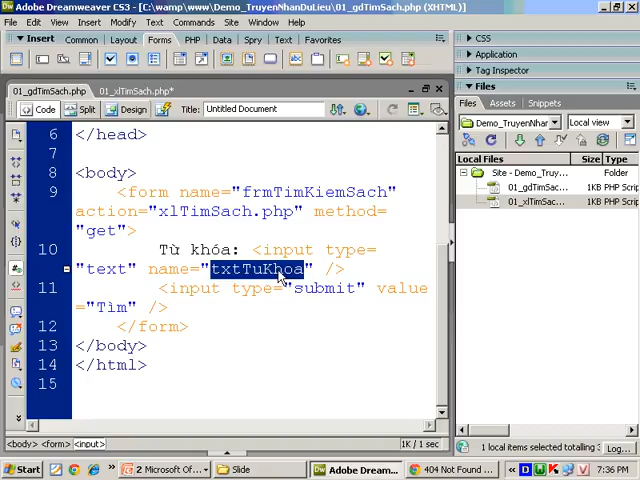 Adobe Dreamweaver CS3 - [C:\wamp\www\Demo_TruyenNhanDuLieu\01_gdTimSach.php (XHTML)]
File Edit View Insert Modify Text Commands Site Window Help
Insert Common Layout Forms PHP Data Spry Text Favorites
01_gdTimSach.php 01_xlTimSach.php*
Code Split Design Title: Untitled Document
6 </head>
7
8 <body>
9 <form name="frmTimKiemSach"
action="xlTimSach.php" method=
"get">
10 Từ khóa: <input type=
"text" name="txtTuKhoa" />
11 <input type="submit" value
="Tìm" />
12 </form>
13 </body>
14 </html>
15
<body> <form> <input> 1K / 1 sec
CSS
Application
Tag Inspector
Files
Files Assets Snippets
Demo_TruyenNhan Local view
Local Files Size Type
Site - Demo_Truy... Folder
01_gdTimSac... 1KB PHP Scrip
01_xlTimSac... 1KB PHP Scrip
1 local items selected totalling 3 Log...
Start 2 Microsoft Of... Slide Adobe Dream... 404 Not Found ... 7:36 PM